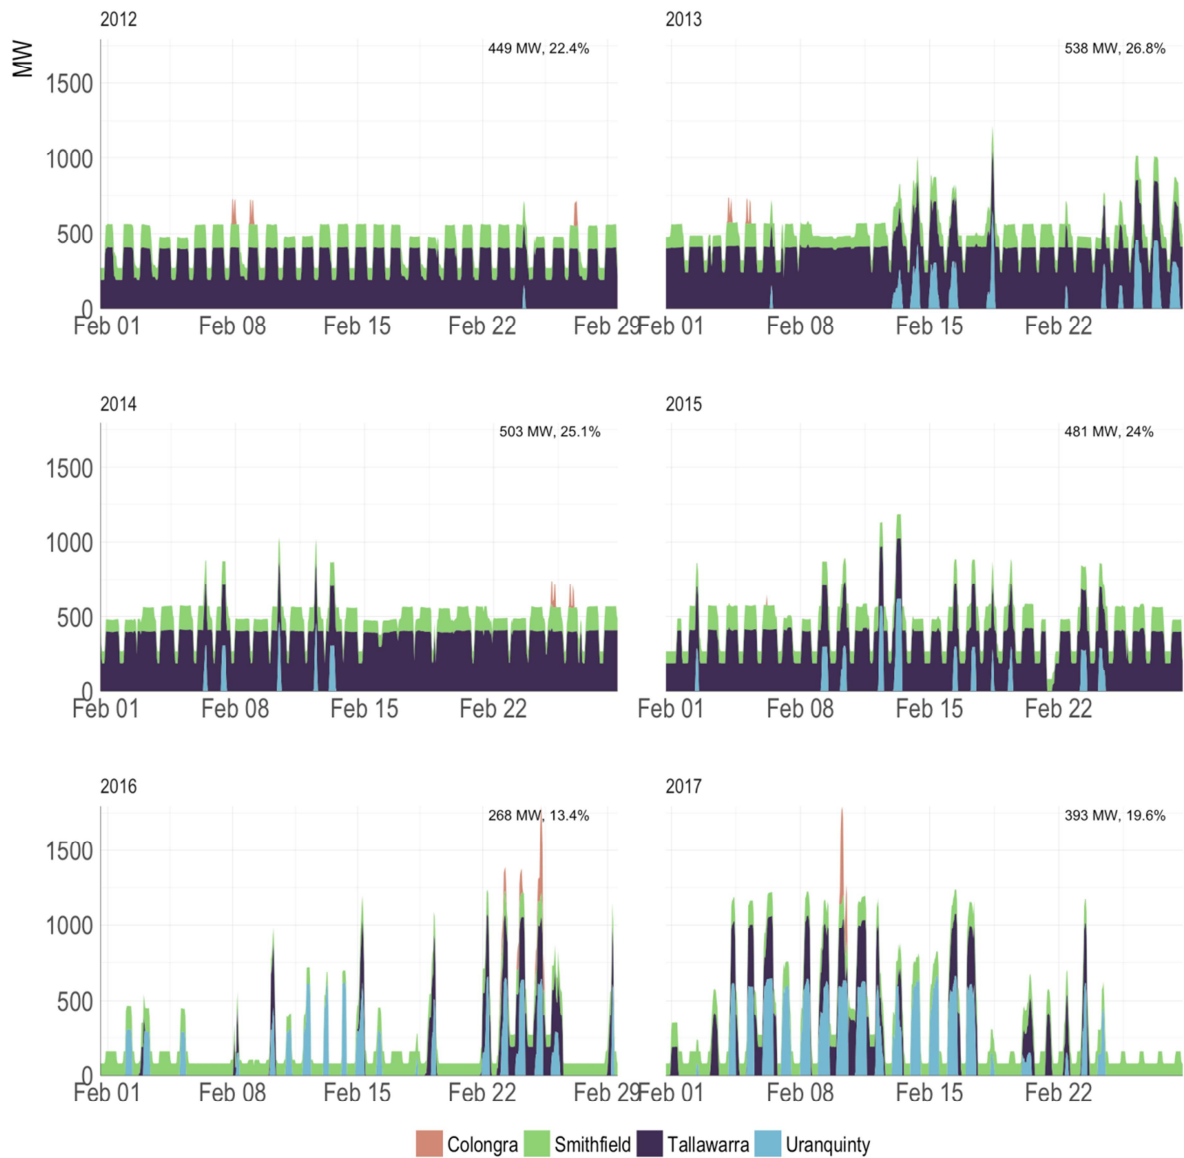 2012
2013
MW
449 MW, 22.4%
538 MW, 26.8%
1500
1000
500
0
Feb 01 Feb 08 Feb 15 Feb 22 Feb 29
Feb 01 Feb 08 Feb 15 Feb 22
2014
2015
503 MW, 25.1%
481 MW, 24%
1500
1000
500
0
Feb 01 Feb 08 Feb 15 Feb 22
Feb 01 Feb 08 Feb 15 Feb 22
2016
2017
268 MW, 13.4%
393 MW, 19.6%
1500
1000
500
0
Feb 01 Feb 08 Feb 15 Feb 22 Feb 29
Feb 01 Feb 08 Feb 15 Feb 22
Colongra Smithfield Tallawarra Uranquinty